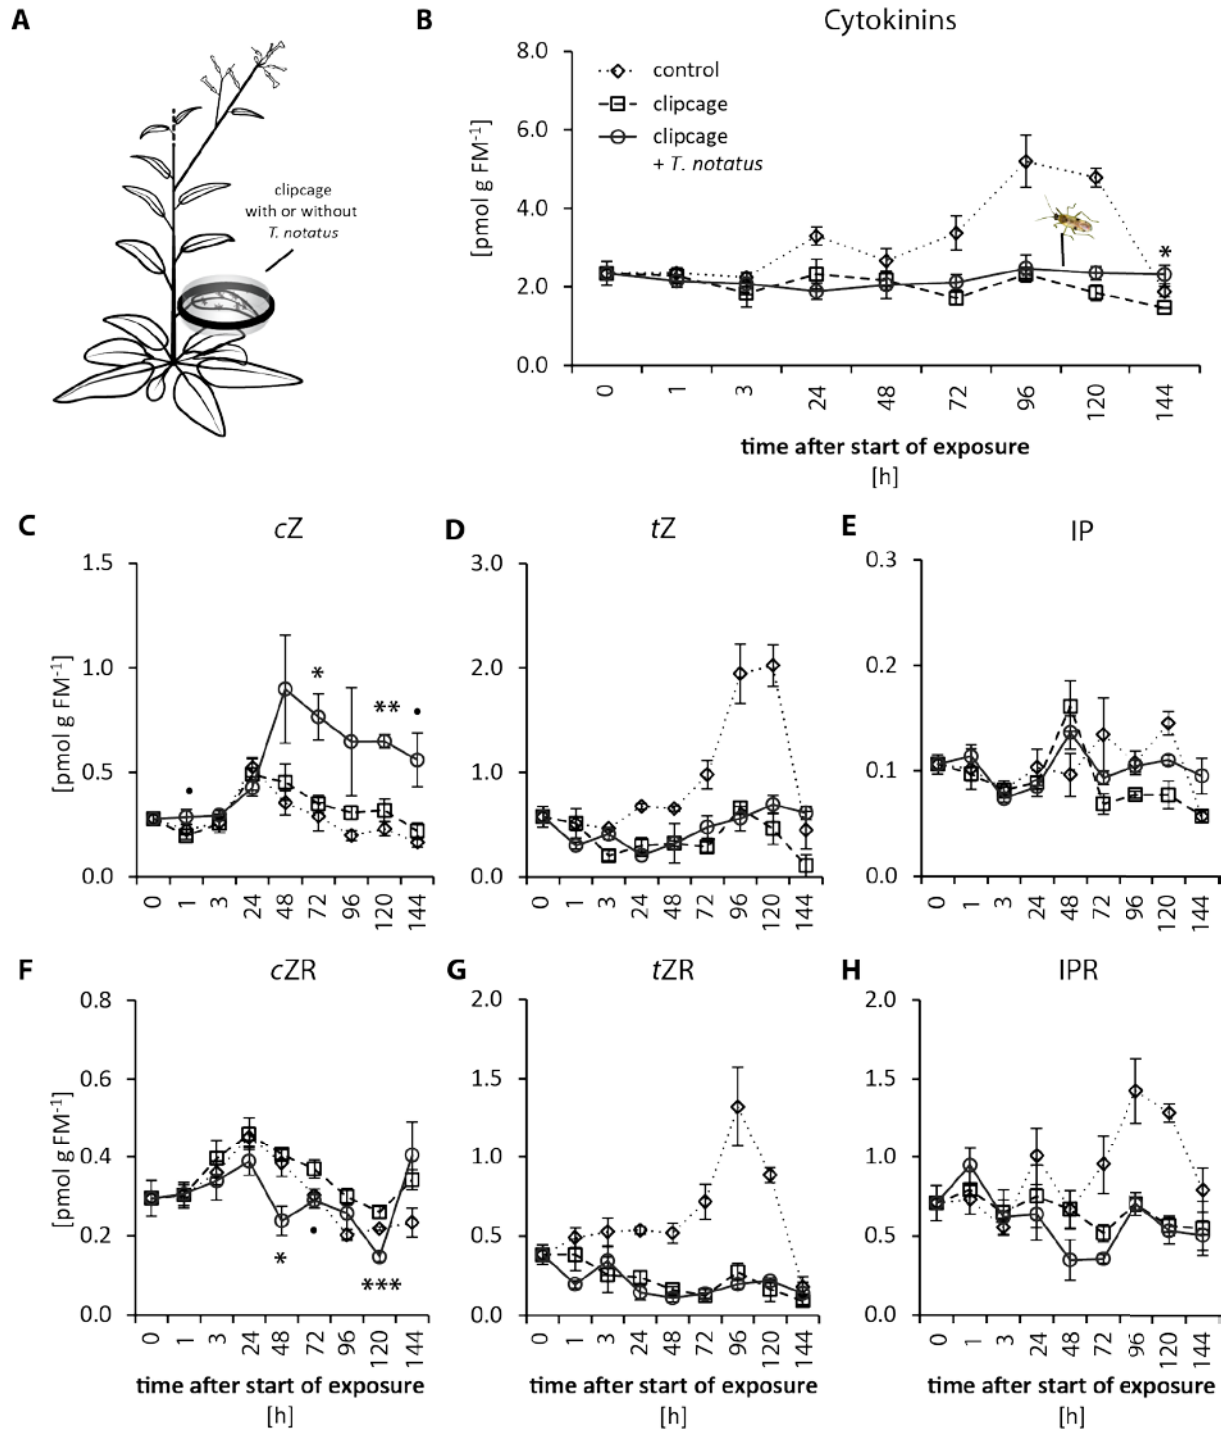 A
clipcage
with or without
T. notatus
B
Cytokinins
[pmol g FM⁻¹]
8.0
6.0
4.0
2.0
0.0
control
clipcage
clipcage
+ T. notatus
*
0 1 3 24 48 72 96 120 144
time after start of exposure
[h]
C
cZ
[pmol g FM⁻¹]
1.5
1.0
0.5
0.0
• * ** •
0 1 3 24 48 72 96 120 144
D
tZ
3.0
2.0
1.0
0.0
0 1 3 24 48 72 96 120 144
E
IP
0.3
0.2
0.1
0.0
0 1 3 24 48 72 96 120 144
F
cZR
[pmol g FM⁻¹]
0.8
0.6
0.4
0.2
0.0
* • ***
0 1 3 24 48 72 96 120 144
time after start of exposure
[h]
G
tZR
2.0
1.5
1.0
0.5
0.0
0 1 3 24 48 72 96 120 144
time after start of exposure
[h]
H
IPR
2.0
1.5
1.0
0.5
0.0
0 1 3 24 48 72 96 120 144
time after start of exposure
[h]